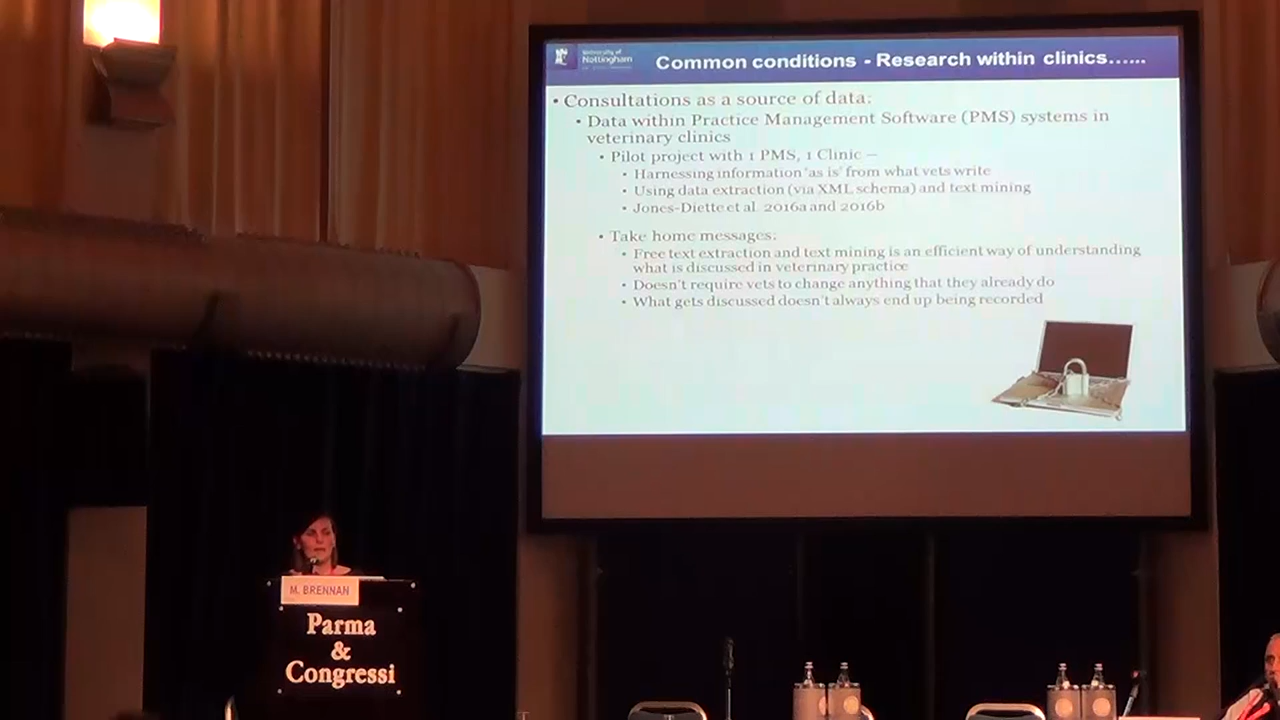 University of
Nottingham
Common conditions - Research within clinics......
• Consultations as a source of data:
• Data within Practice Management Software (PMS) systems in
veterinary clinics
• Pilot project with 1 PMS, 1 Clinic –
• Harnessing information 'as is' from what vets write
• Using data extraction (via XML schema) and text mining
• Jones-Diette et al. 2016a and 2016b
• Take home messages:
• Free text extraction and text mining is an efficient way of understanding
what is discussed in veterinary practice
• Doesn't require vets to change anything that they already do
• What gets discussed doesn't always end up being recorded
M. BRENNAN
Parma
&
Congressi